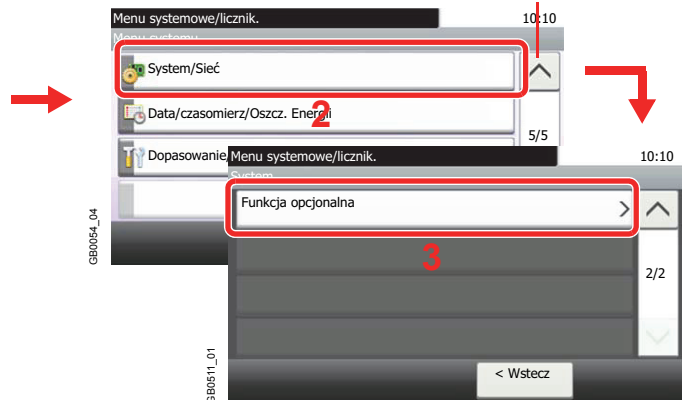 Menu systemowe/licznik.
10:10
Menu systemu
System/Sieć
2
Data/czasomierz/Oszcz. Energii
5/5
Dopasowanie/
GB0054_04
Menu systemowe/licznik.
10:10
System
Funkcja opcjonalna
3
2/2
GB0511_01
< Wstecz